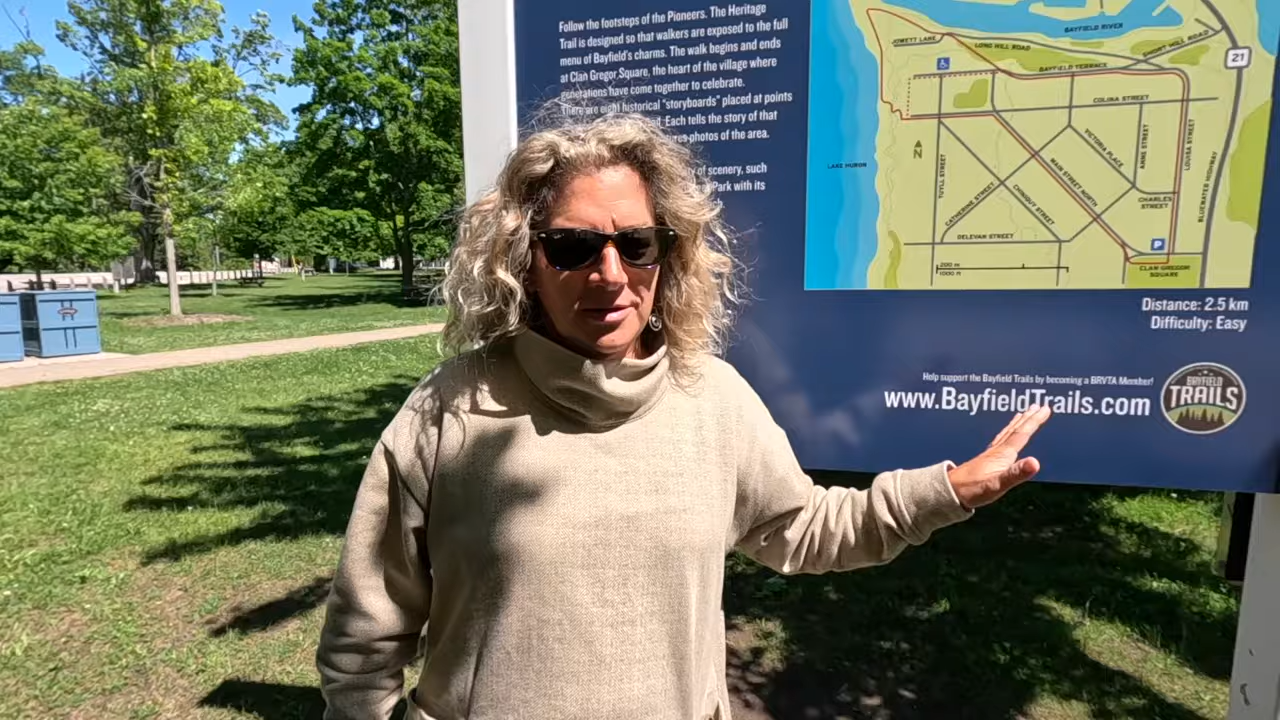 Follow the footsteps of the Pioneers. The Heritage
Trail is designed so that walkers are exposed to the full
menu of Bayfield's charms. The walk begins and ends
at Clan Gregor Square, the heart of the village where
generations have come together to celebrate.
There are eight historical "storyboards" placed at points
Each tells the story of that
photos of the area.
of scenery, such
Park with its
BAYFIELD RIVER
JOWETT LANE
LONG HILL ROAD
HILL ROAD
21
BAYFIELD TERRACE
COLINA STREET
N
LAKE HURON
TUYLL STREET
VICTORIA PLACE
ANNE STREET
LOUISA STREET
MAIN STREET NORTH
CATHERINE STREET
CHINGUT STREET
CHARLES
STREET
BLUEWATER HIGHWAY
DELEVAN STREET
P
200 m
1000 ft
CLAN GREGOR
SQUARE
Distance: 2.5 km
Difficulty: Easy
Help support the Bayfield Trails by becoming a BRVTA Member!
www.BayfieldTrails.com
BAYFIELD
TRAILS